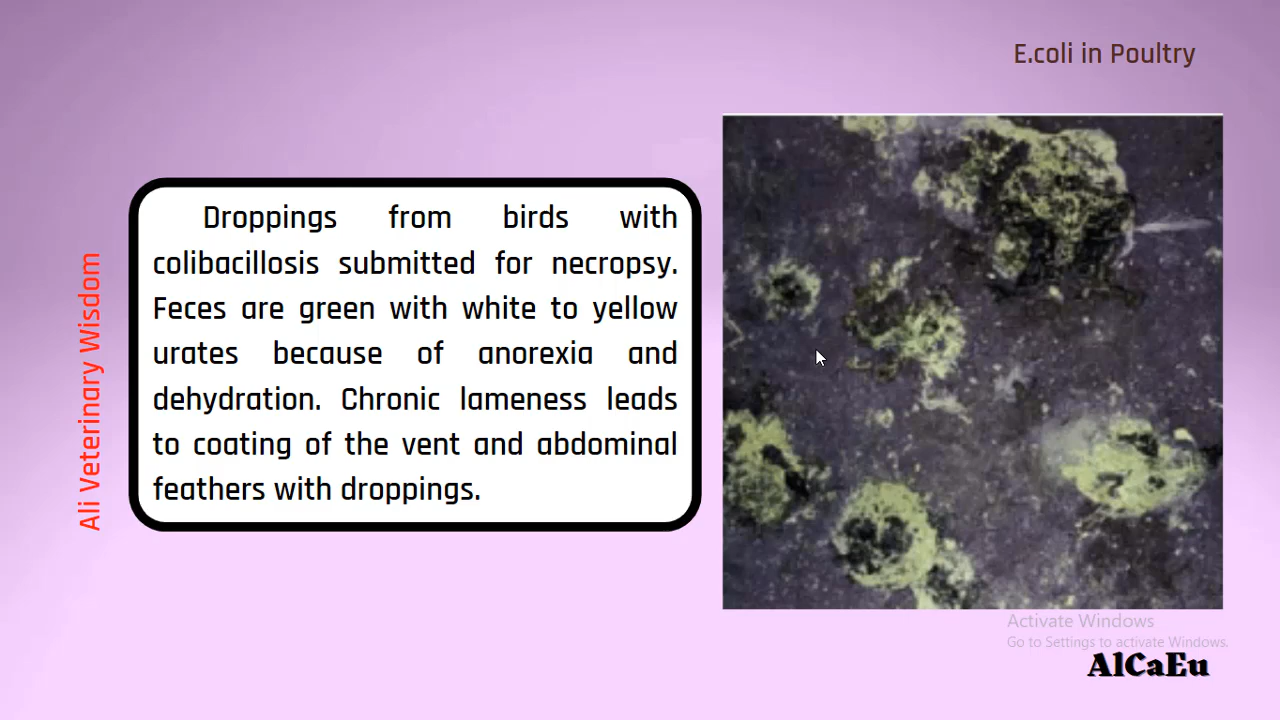 E.coli in Poultry
Ali Veterinary Wisdom
Droppings from birds with
colibacillosis submitted for necropsy.
Feces are green with white to yellow
urates because of anorexia and
dehydration. Chronic lameness leads
to coating of the vent and abdominal
feathers with droppings.
Activate Windows
Go to Settings to activate Windows.
AlCaEu